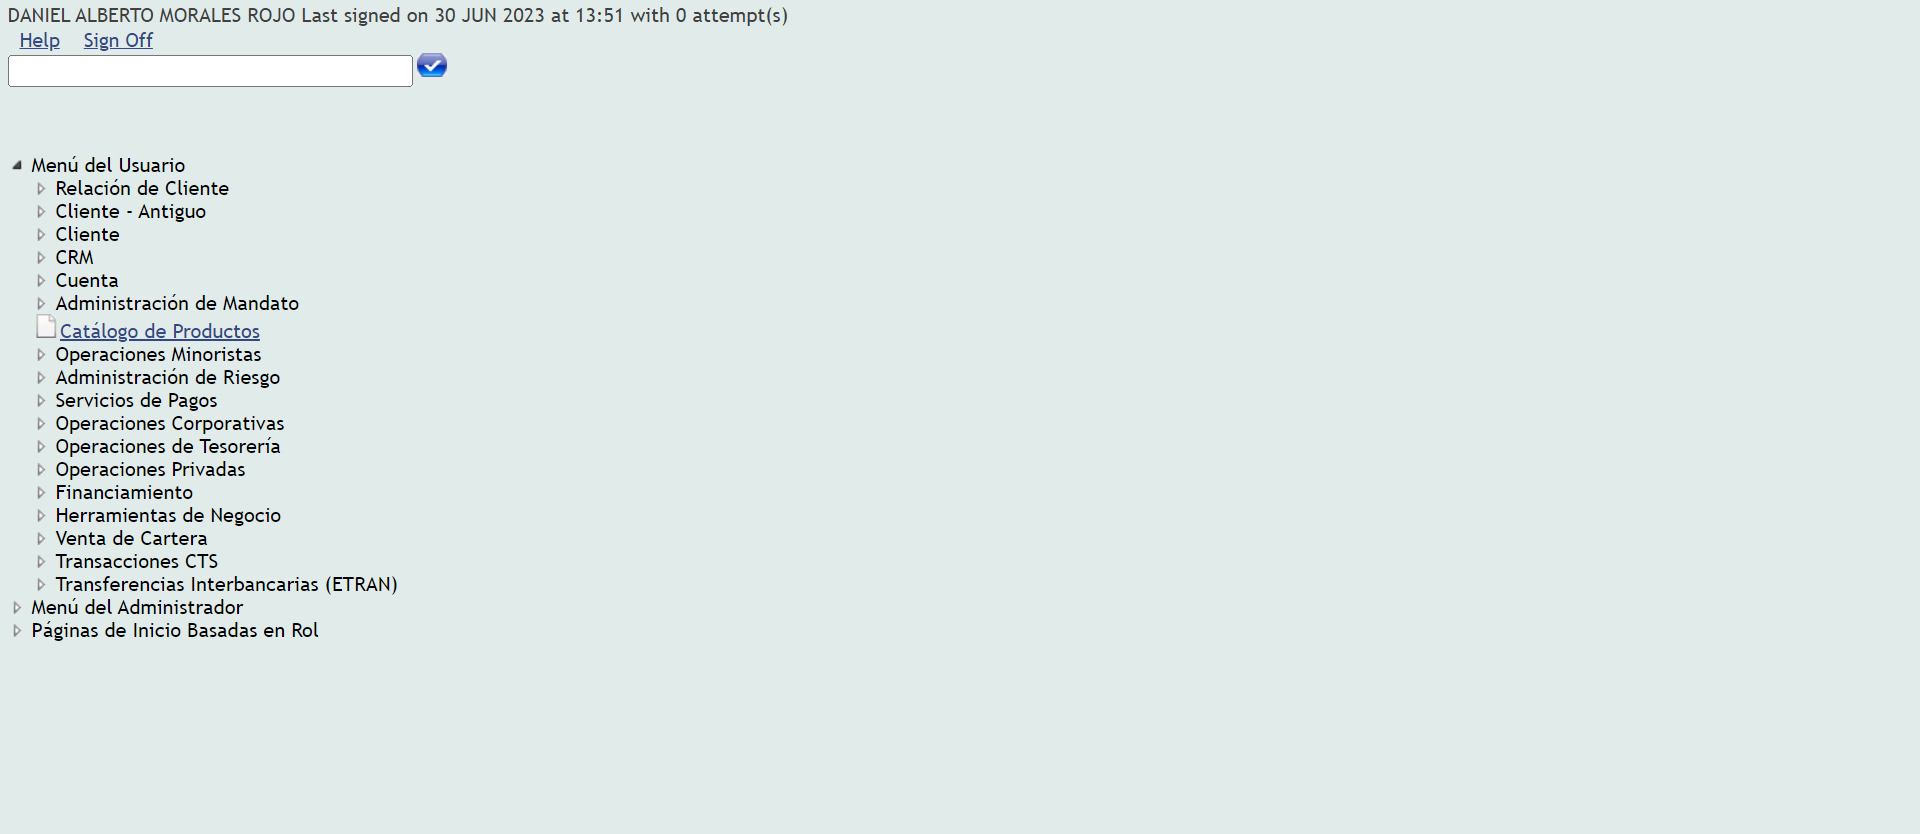 DANIEL ALBERTO MORALES ROJO Last signed on 30 JUN 2023 at 13:51 with 0 attempt(s)
Help Sign Off
Menú del Usuario
Relación de Cliente
Cliente - Antiguo
Cliente
CRM
Cuenta
Administración de Mandato
Catálogo de Productos
Operaciones Minoristas
Administración de Riesgo
Servicios de Pagos
Operaciones Corporativas
Operaciones de Tesorería
Operaciones Privadas
Financiamiento
Herramientas de Negocio
Venta de Cartera
Transacciones CTS
Transferencias Interbancarias (ETRAN)
Menú del Administrador
Páginas de Inicio Basadas en Rol